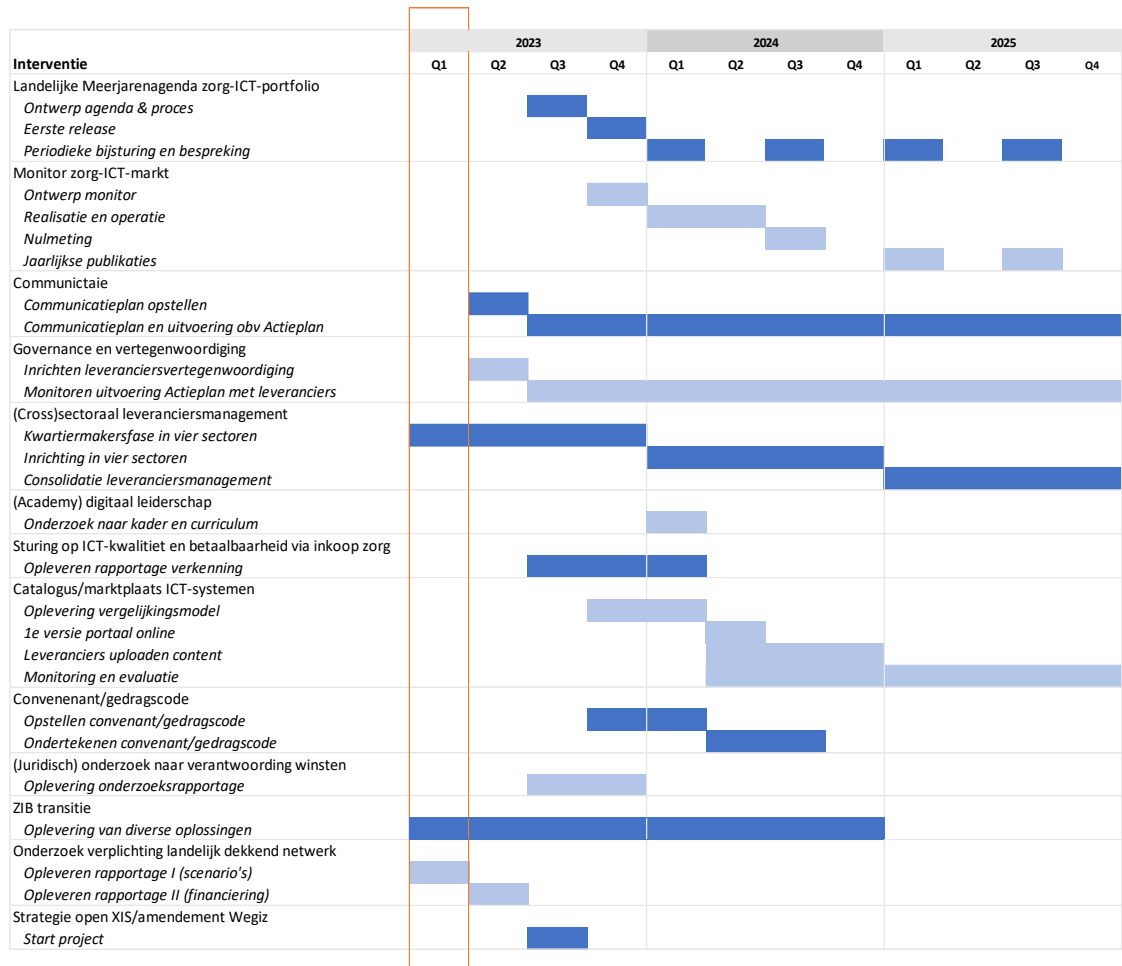 2023 2024 2025
Interventie Q1 Q2 Q3 Q4 Q1 Q2 Q3 Q4 Q1 Q2 Q3 Q4
Landelijke Meerjarenagenda zorg-ICT-portfolio
Ontwerp agenda & proces
Eerste release
Periodieke bijsturing en bespreking
Monitor zorg-ICT-markt
Ontwerp monitor
Realisatie en operatie
Nulmeting
Jaarlijkse publikaties
Communictaie
Communicatieplan opstellen
Communicatieplan en uitvoering obv Actieplan
Governance en vertegenwoordiging
Inrichten leveranciersvertegenwoordiging
Monitoren uitvoering Actieplan met leveranciers
(Cross)sectoraal leveranciersmanagement
Kwartiermakersfase in vier sectoren
Inrichting in vier sectoren
Consolidatie leveranciersmanagement
(Academy) digitaal leiderschap
Onderzoek naar kader en curriculum
Sturing op ICT-kwalitiet en betaalbaarheid via inkoop zorg
Opleveren rapportage verkenning
Catalogus/marktplaats ICT-systemen
Oplevering vergelijkingsmodel
1e versie portaal online
Leveranciers uploaden content
Monitoring en evaluatie
Convenenant/gedragscode
Opstellen convenant/gedragscode
Ondertekenen convenant/gedragscode
(Juridisch) onderzoek naar verantwoording winsten
Oplevering onderzoeksrapportage
ZIB transitie
Oplevering van diverse oplossingen
Onderzoek verplichting landelijk dekkend netwerk
Opleveren rapportage I (scenario's)
Opleveren rapportage II (financiering)
Strategie open XIS/amendement Wegiz
Start project